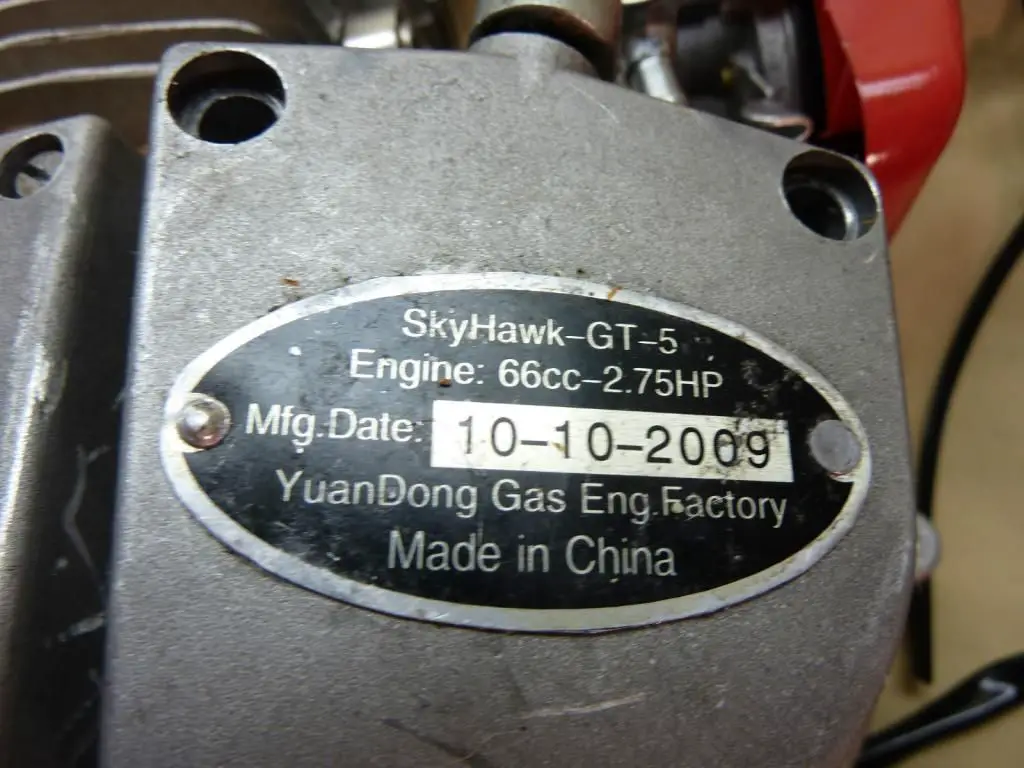 SkyHawk-GT-5
Engine: 66cc-2.75HP
Mfg.Date: 10-10-2009
YuanDong Gas Eng.Factory
Made in China